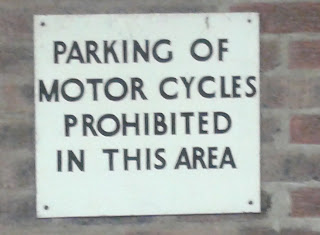 PARKING OF
MOTOR CYCLES
PROHIBITED
IN THIS AREA